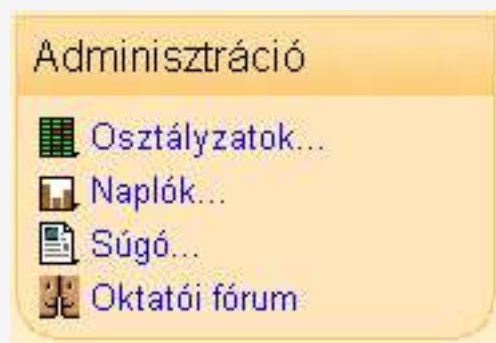 Adminisztráció
Osztályzatok...
Naplók...
Súgó...
Oktatói fórum